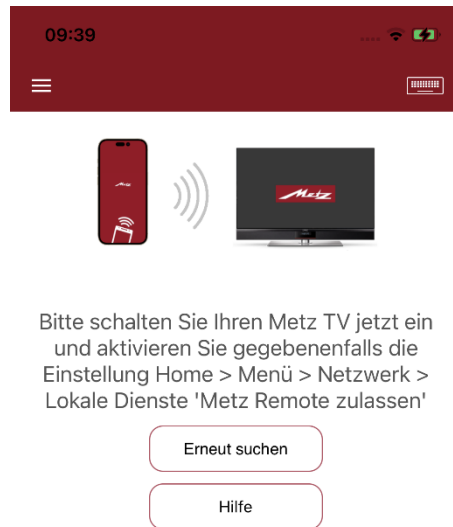 09:39
Metz
Metz
Bitte schalten Sie Ihren Metz TV jetzt ein
und aktivieren Sie gegebenenfalls die
Einstellung Home > Menü > Netzwerk >
Lokale Dienste 'Metz Remote zulassen'
Erneut suchen
Hilfe